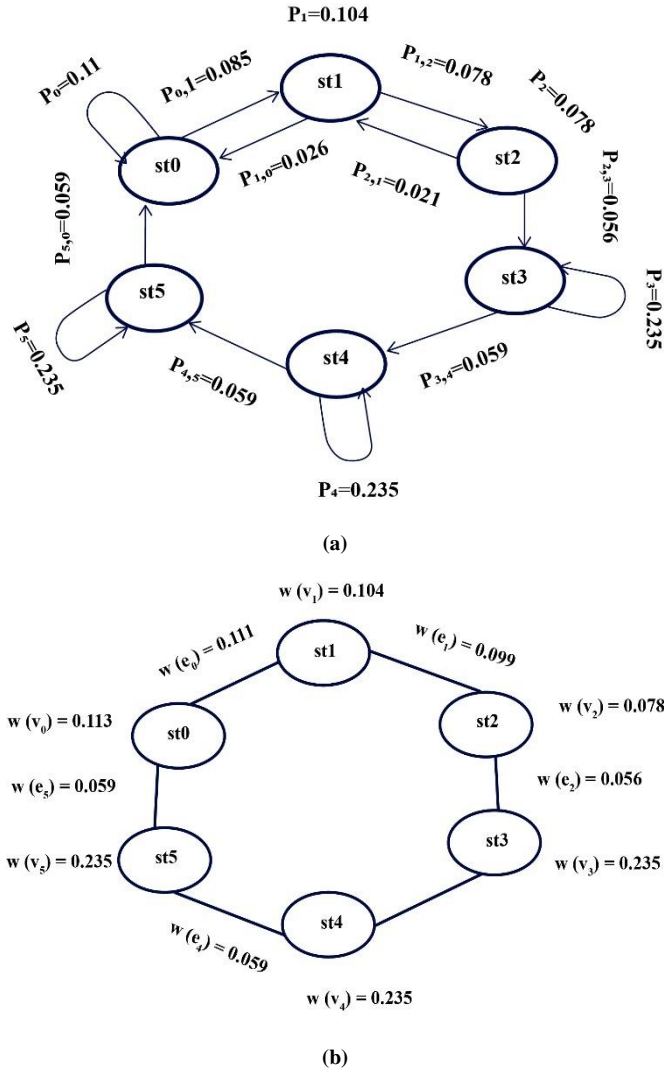 P₁=0.104
P₀=0.11
P₀,1=0.085
st1
P₁,₂=0.078
P₂=0.078
st0
P₁,₀=0.026
P₂,₁=0.021
st2
P₂,₃=0.056
P₅,₀=0.059
st5
st3
P₃=0.235
P₅=0.235
P₄,₅=0.059
st4
P₃,₄=0.059
P₄=0.235
(a)
w (v₁) = 0.104
w (e₀) = 0.111
st1
w (e₁) = 0.099
w (v₀) = 0.113
st0
st2
w (v₂) = 0.078
w (e₅) = 0.059
w (e₂) = 0.056
w (v₅) = 0.235
st5
st3
w (v₃) = 0.235
w (e₄) = 0.059
st4
w (v₄) = 0.235
(b)